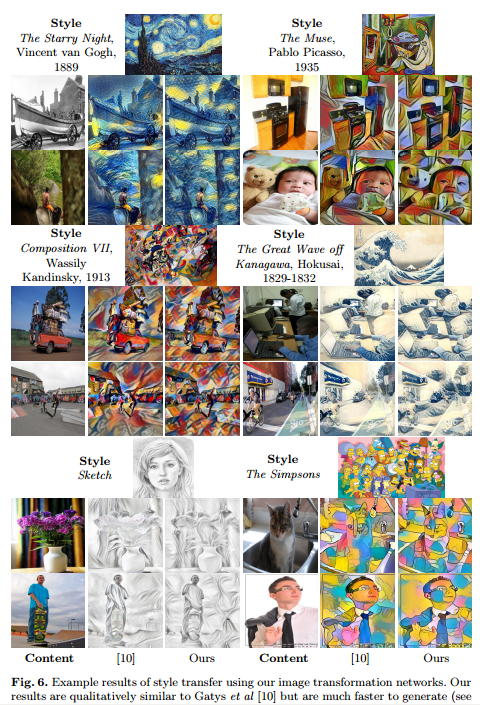 Style
The Starry Night,
Vincent van Gogh,
1889
Style
The Muse,
Pablo Picasso,
1935
Style
Composition VII,
Wassily
Kandinsky, 1913
Style
The Great Wave off
Kanagawa, Hokusai,
1829-1832
Style
Sketch
Style
The Simpsons
Content [10] Ours Content [10] Ours
Fig. 6. Example results of style transfer using our image transformation networks. Our
results are qualitatively similar to Gatys et al [10] but are much faster to generate (see